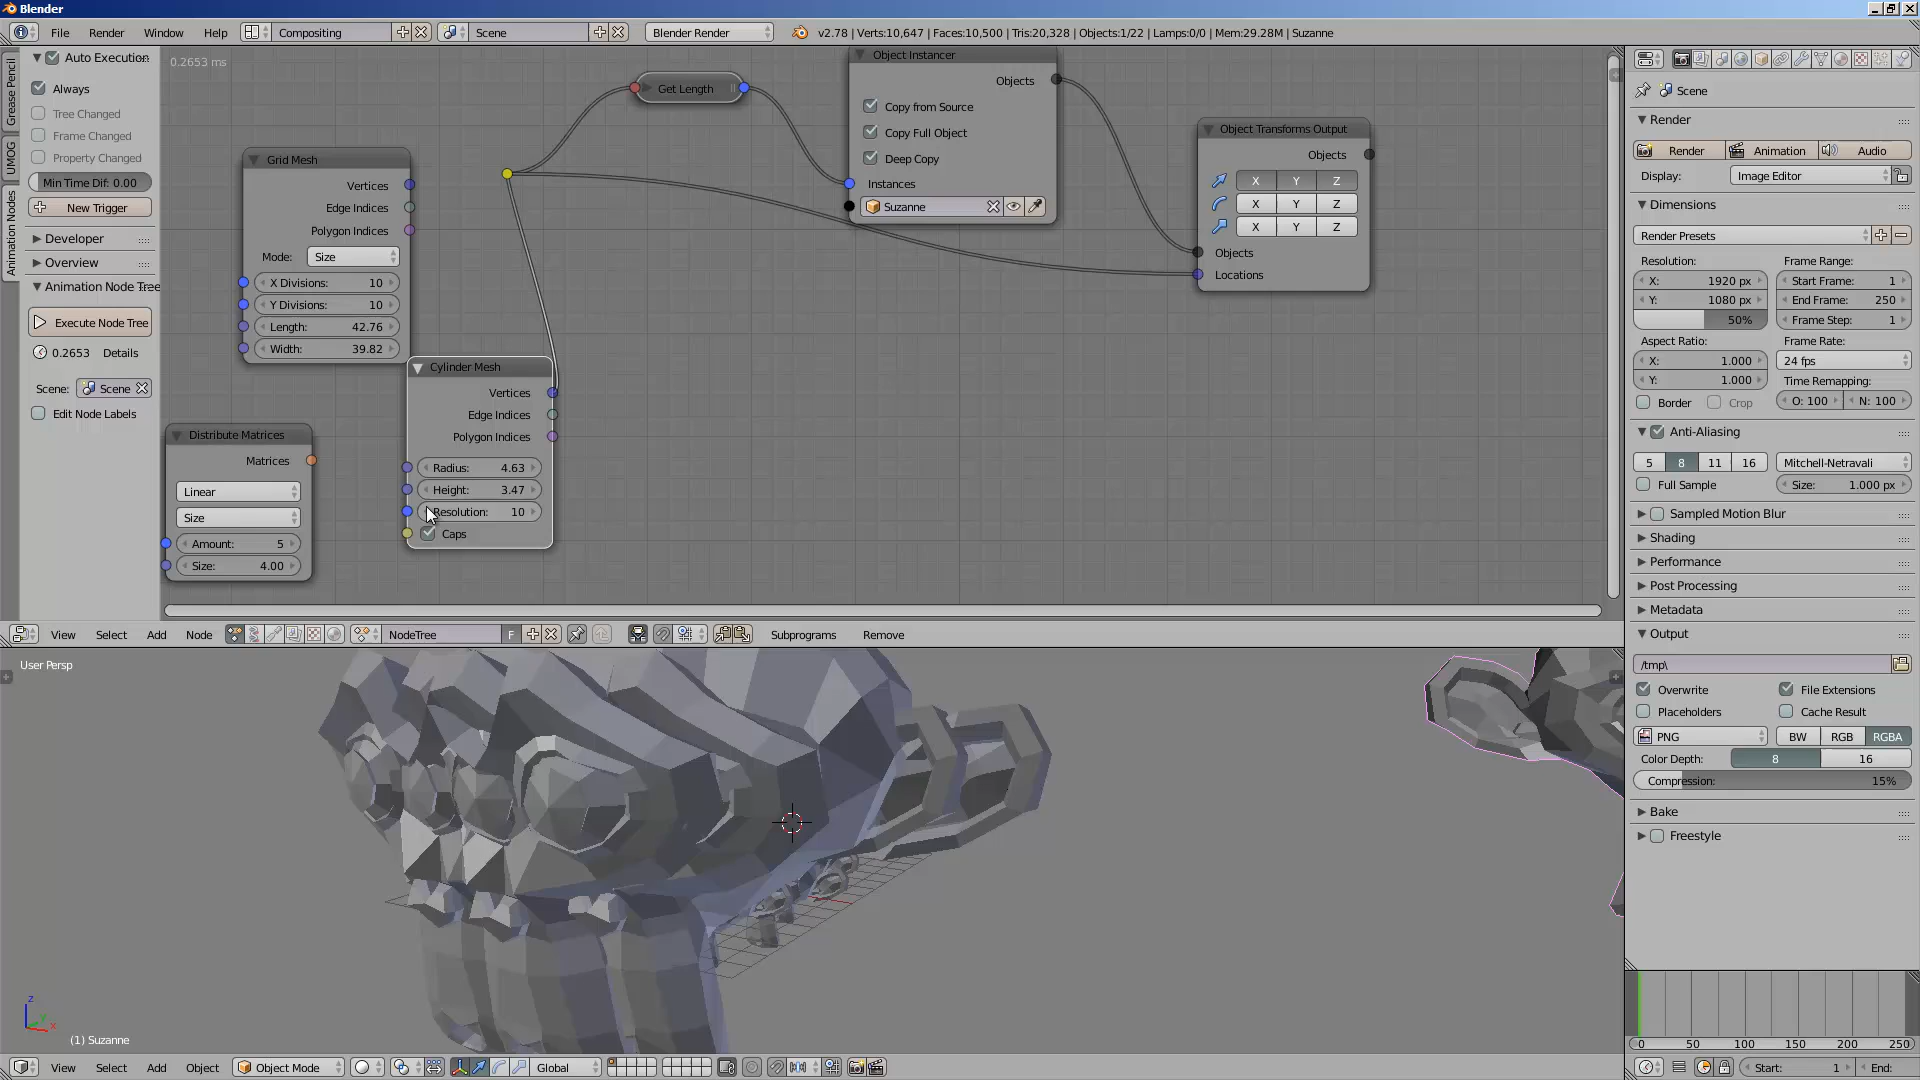 Blender
File Render Window Help Compositing Scene Blender Render v2.78 | Verts:10,647 | Faces:10,500 | Tris:20,328 | Objects:1/22 | Lamps:0/0 | Mem:29.28M | Suzanne
Grease Pencil
UMOG
Animation Nodes
Auto Execution
Always
Tree Changed
Frame Changed
Property Changed
Min Time Dif: 0.00
New Trigger
Developer
Overview
Animation Node Tree
Execute Node Tree
0.2653 Details
Scene: Scene
Edit Node Labels
0.2653 ms
Grid Mesh
Vertices
Edge Indices
Polygon Indices
Mode: Size
X Divisions: 10
Y Divisions: 10
Length: 42.76
Width: 39.82
Distribute Matrices
Matrices
Linear
Size
Amount: 5
Size: 4.00
Cylinder Mesh
Vertices
Edge Indices
Polygon Indices
Radius: 4.63
Height: 3.47
Resolution: 10
Caps
Get Length
Object Instancer
Objects
Copy from Source
Copy Full Object
Deep Copy
Instances
Suzanne
Object Transforms Output
Objects
X Y Z
X Y Z
X Y Z
Objects
Locations
View Select Add Node NodeTree F Subprograms Remove
User Persp
z
y
x
(1) Suzanne
View Select Add Object Object Mode Global
Scene
Render
Render Animation Audio
Display: Image Editor
Dimensions
Render Presets
Resolution: Frame Range:
X: 1920 px Start Frame: 1
Y: 1080 px End Frame: 250
50% Frame Step: 1
Aspect Ratio: Frame Rate:
X: 1.000 24 fps
Y: 1.000 Time Remapping:
Border Crop O: 100 N: 100
Anti-Aliasing
5 8 11 16 Mitchell-Netravali
Full Sample Size: 1.000 px
Sampled Motion Blur
Shading
Performance
Post Processing
Metadata
Output
/tmp\
Overwrite File Extensions
Placeholders Cache Result
PNG BW RGB RGBA
Color Depth: 8 16
Compression: 15%
Bake
Freestyle
0 50 100 150 200 250
Start: 1 End: